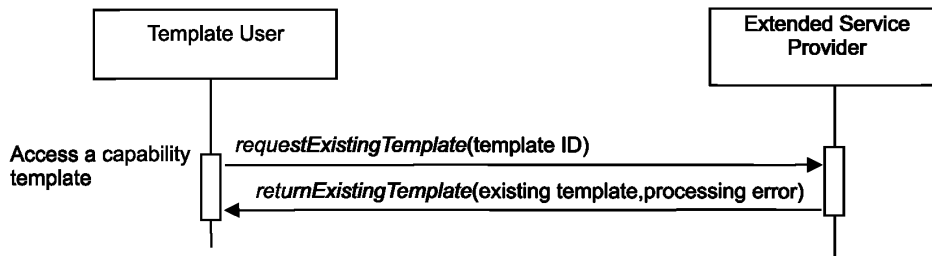 Template User
Extended Service
Provider
requestExistingTemplate(template ID)
Access a capability
template
returnExistingTemplate(existing template,processing error)